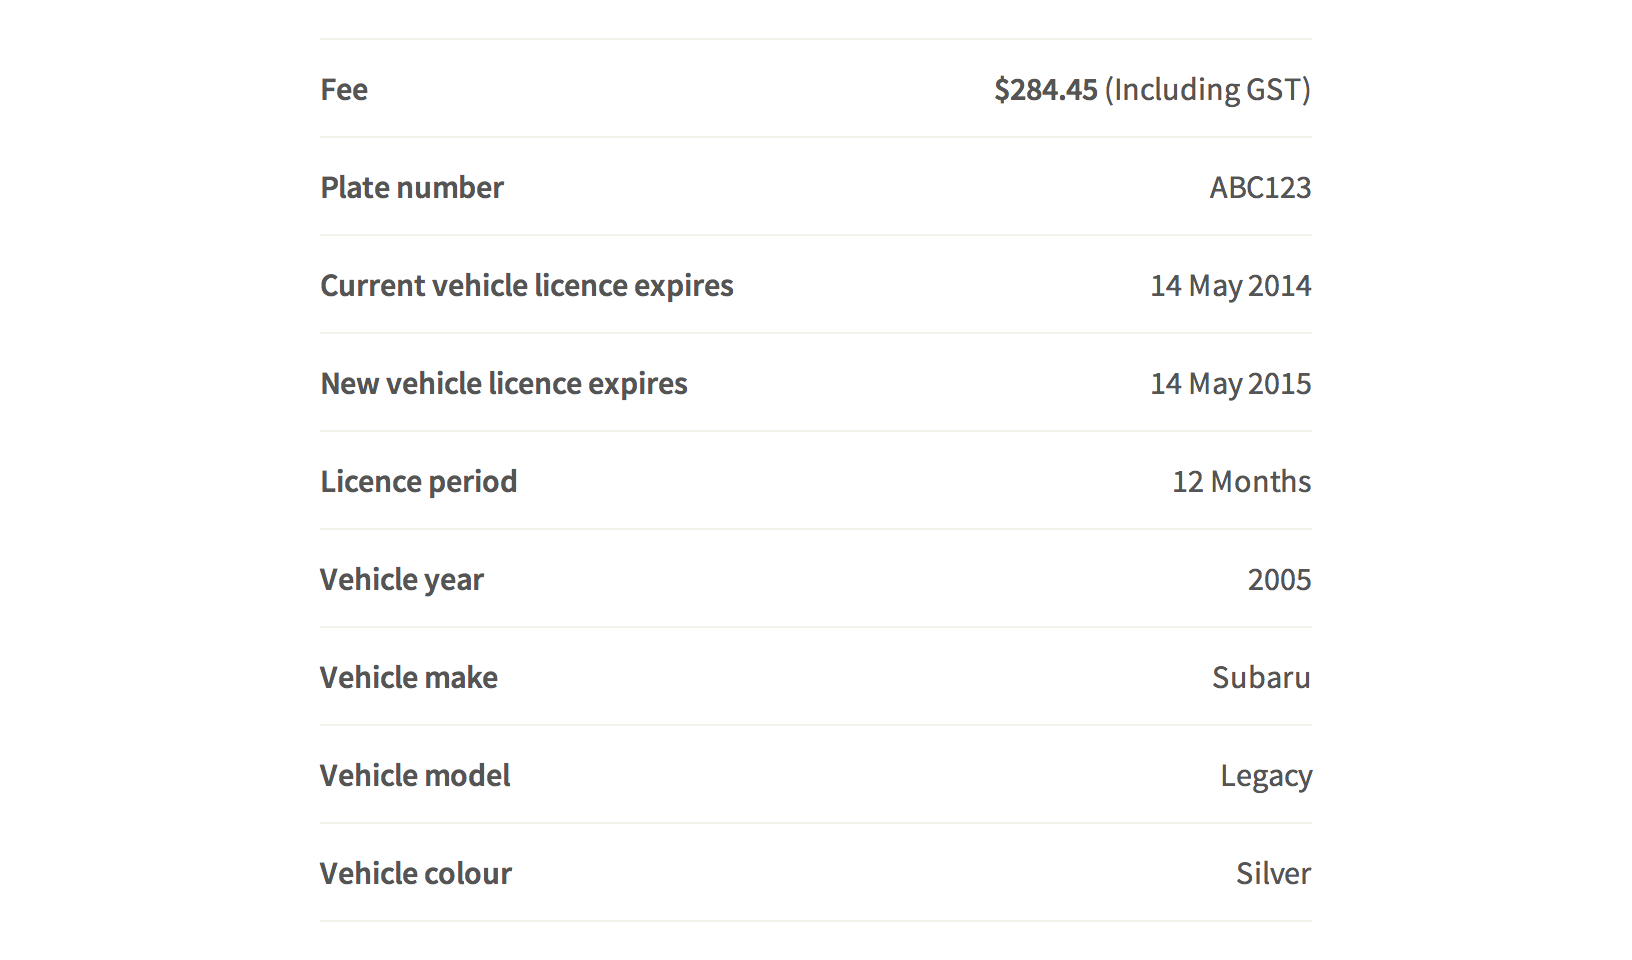 Fee $284.45 (Including GST)
Plate number ABC123
Current vehicle licence expires 14 May 2014
New vehicle licence expires 14 May 2015
Licence period 12 Months
Vehicle year 2005
Vehicle make Subaru
Vehicle model Legacy
Vehicle colour Silver